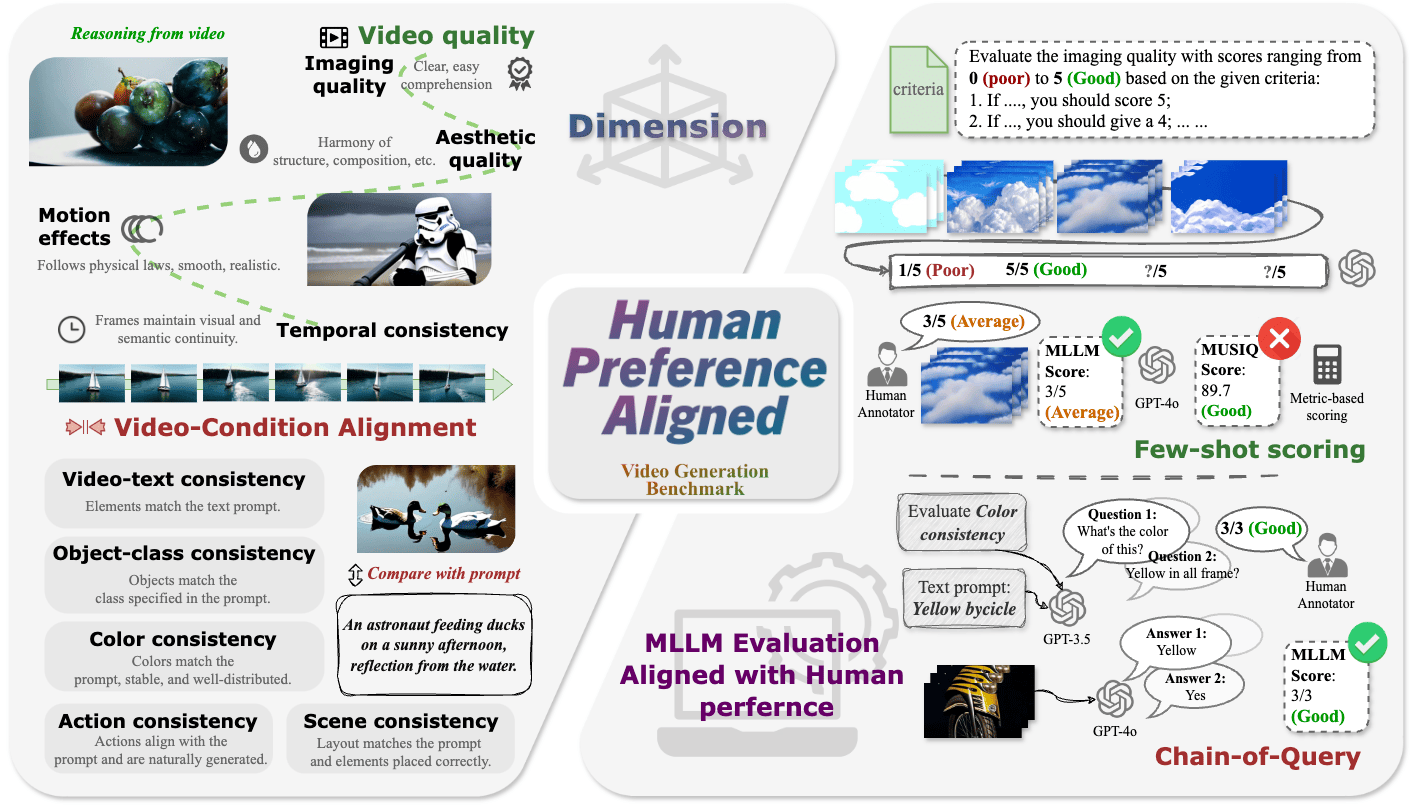 Reasoning from video
Video quality
Imaging
quality
Clear, easy
comprehension
Harmony of
structure, composition, etc.
Aesthetic
quality
Motion
effects
Follows physical laws, smooth, realistic.
Frames maintain visual and
semantic continuity.
Temporal consistency
Video-Condition Alignment
Video-text consistency
Elements match the text prompt.
Object-class consistency
Objects match the
class specified in the prompt.
Color consistency
Colors match the
prompt, stable, and well-distributed.
Action consistency
Actions align with the
prompt and are naturally generated.
Scene consistency
Layout matches the prompt
and elements placed correctly.
Compare with prompt
An astronaut feeding ducks
on a sunny afternoon,
reflection from the water.
Dimension
Human
Preference
Aligned
Video Generation
Benchmark
MLLM Evaluation
Aligned with Human
perfernce
criteria
Evaluate the imaging quality with scores ranging from
0 (poor) to 5 (Good) based on the given criteria:
1. If ...., you should score 5;
2. If ..., you should give a 4; ... ...
1/5 (Poor)
5/5 (Good)
?/5
?/5
3/5 (Average)
Human
Annotator
MLLM
Score:
3/5
(Average)
GPT-4o
MUSIQ
Score:
89.7
(Good)
Metric-based
scoring
Few-shot scoring
Evaluate Color
consistency
Text prompt:
Yellow bycicle
GPT-3.5
Question 1:
What's the color
of this?
Question 2:
Yellow in all frame?
3/3 (Good)
Human
Annotator
GPT-4o
Answer 1:
Yellow
Answer 2:
Yes
MLLM
Score:
3/3
(Good)
Chain-of-Query